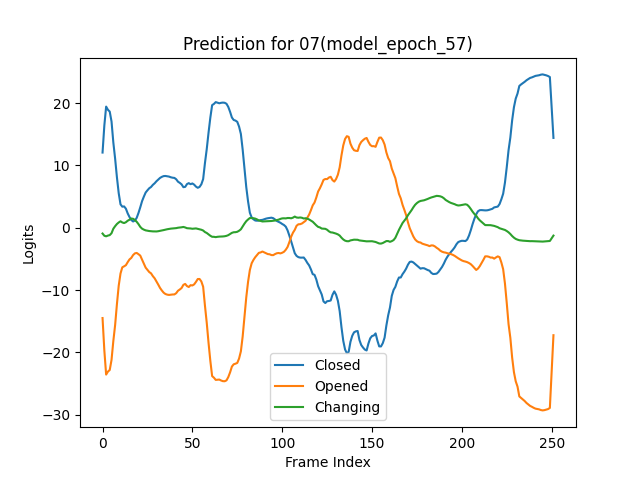 Prediction for 07(model_epoch_57)
20
10
0
−10
−20
−30
Logits
Closed
Opened
Changing
0 50 100 150 200 250
Frame Index